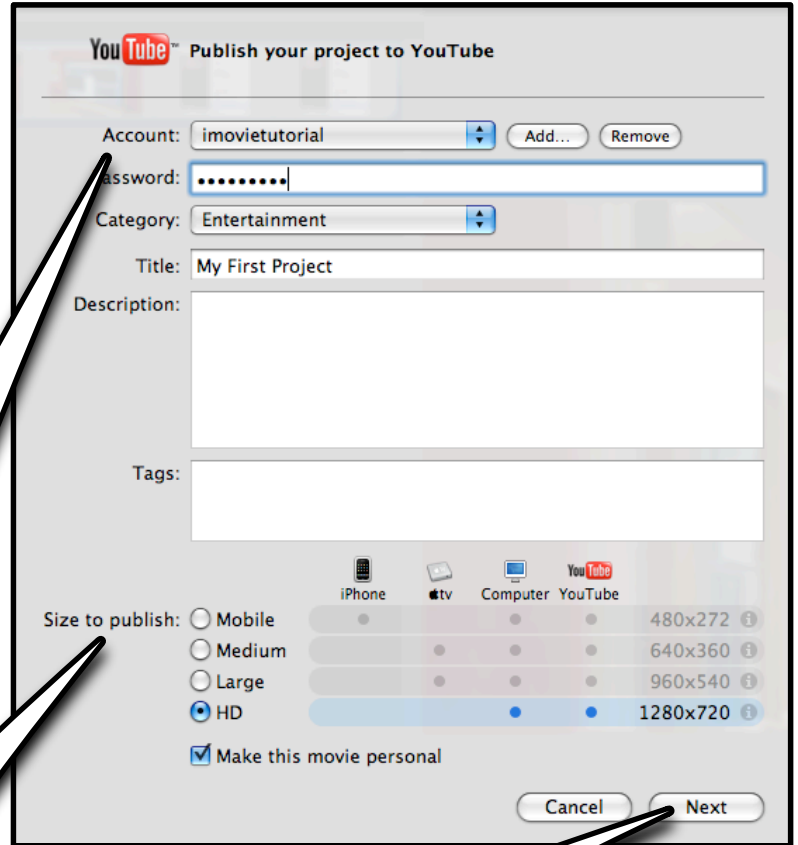 YouTube™ Publish your project to YouTube
Account: imovietutorial Add... Remove
assword: •••••••••
Category: Entertainment
Title: My First Project
Description:
Tags:
iPhone tv Computer YouTube
Size to publish: Mobile 480x272
Medium 640x360
Large 960x540
HD 1280x720
Make this movie personal
Cancel Next